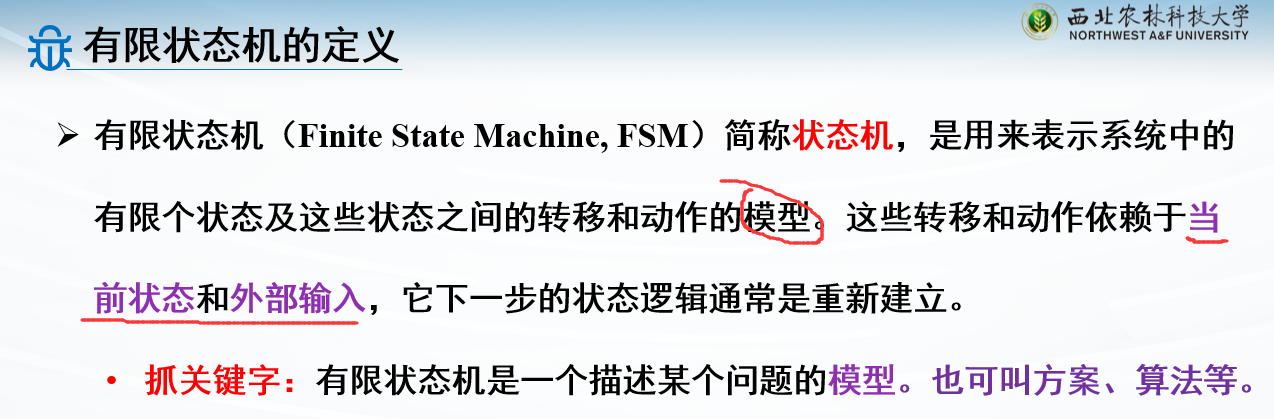 有限状态机的定义
西北农林科技大学
NORTHWEST A&F UNIVERSITY
有限状态机（Finite State Machine, FSM）简称状态机，是用来表示系统中的
有限个状态及这些状态之间的转移和动作的模型。这些转移和动作依赖于当
前状态和外部输入，它下一步的状态逻辑通常是重新建立。
• 抓关键字：有限状态机是一个描述某个问题的模型。也可叫方案、算法等。